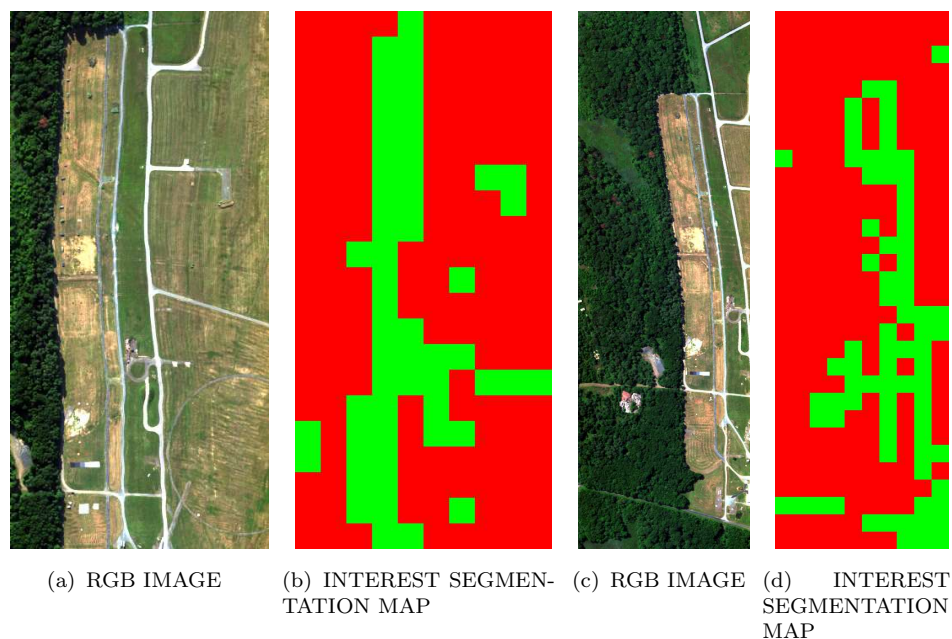 (a) RGB IMAGE
(b) INTEREST SEGMEN-
TATION MAP
(c) RGB IMAGE
(d) INTEREST
SEGMENTATION
MAP